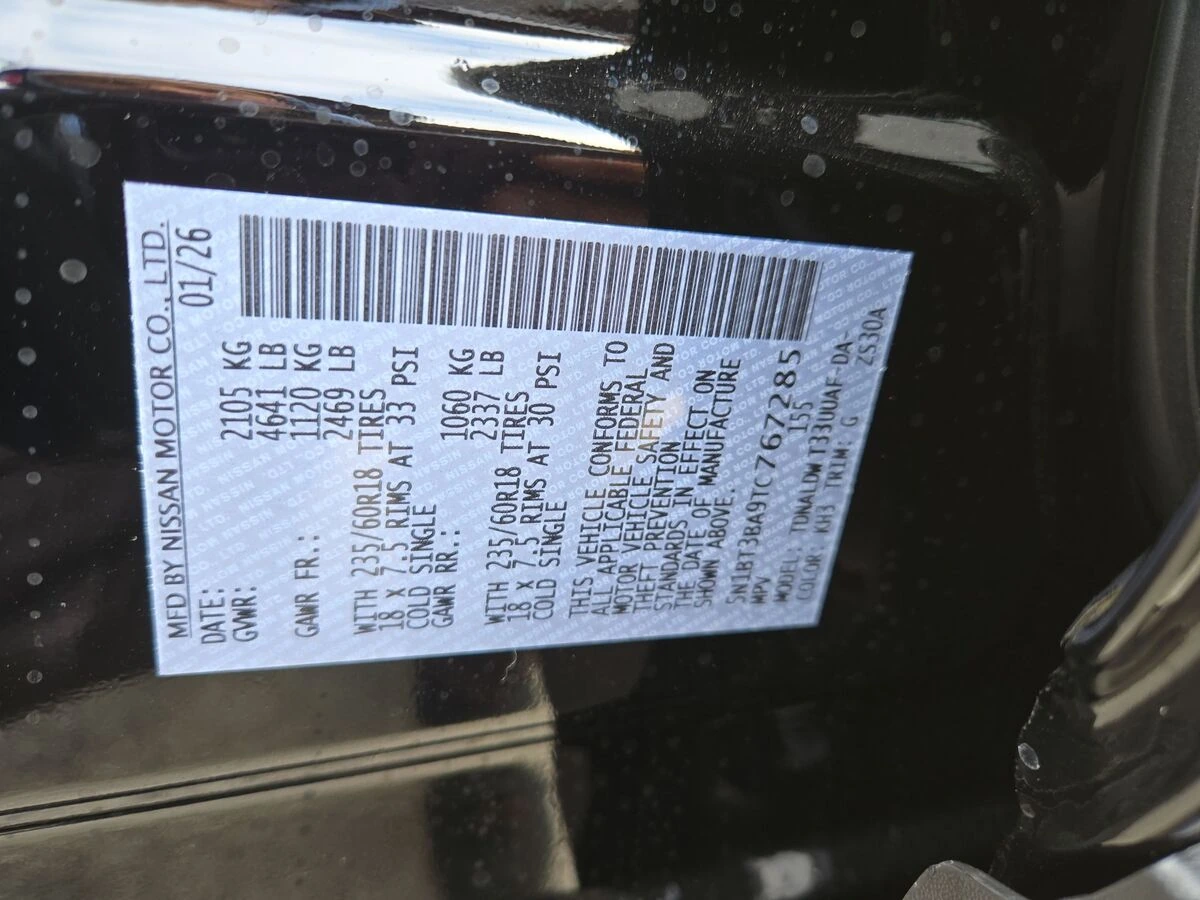 MFD BY NISSAN MOTOR CO., LTD.
DATE: 01/26
GVWR: 2105 KG
4641 LB
GAWR FR.: 1120 KG
2469 LB
WITH 235/60R18 TIRES
18 X 7.5 RIMS AT 33 PSI
COLD SINGLE
GAWR RR.: 1060 KG
2337 LB
WITH 235/60R18 TIRES
18 X 7.5 RIMS AT 30 PSI
COLD SINGLE
THIS VEHICLE CONFORMS TO
ALL APPLICABLE FEDERAL
MOTOR VEHICLE SAFETY AND
THEFT PREVENTION
STANDARDS IN EFFECT ON
THE DATE OF MANUFACTURE
SHOWN ABOVE.
5N1BT3BA9TC767285
MPV 155
MODEL: TDNALDW T33UUAF-DA-
COLOR: KH3 TRIM: G ZS30A